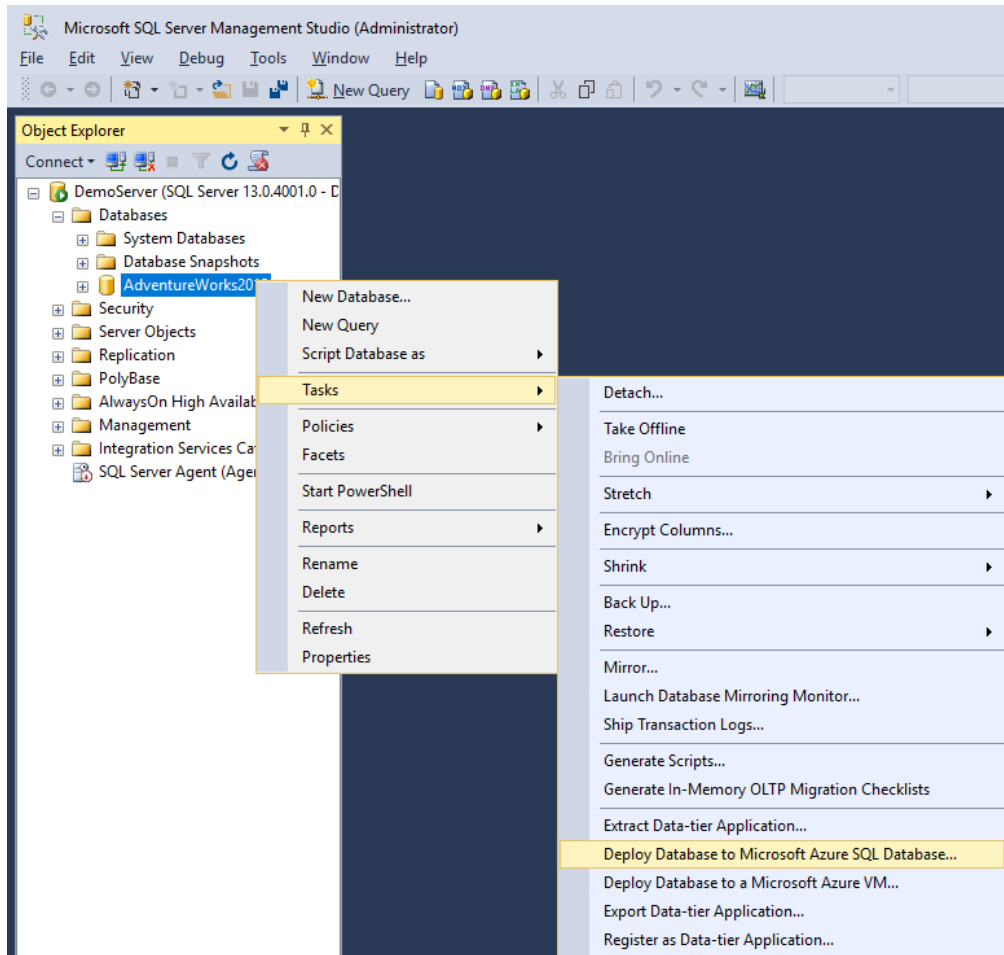 Microsoft SQL Server Management Studio (Administrator)
File Edit View Debug Tools Window Help
New Query
Object Explorer
Connect
DemoServer (SQL Server 13.0.4001.0 - D
Databases
System Databases
Database Snapshots
AdventureWorks201
Security
Server Objects
Replication
PolyBase
AlwaysOn High Availab
Management
Integration Services Ca
SQL Server Agent (Age
New Database...
New Query
Script Database as
Tasks
Policies
Facets
Start PowerShell
Reports
Rename
Delete
Refresh
Properties
Detach...
Take Offline
Bring Online
Stretch
Encrypt Columns...
Shrink
Back Up...
Restore
Mirror...
Launch Database Mirroring Monitor...
Ship Transaction Logs...
Generate Scripts...
Generate In-Memory OLTP Migration Checklists
Extract Data-tier Application...
Deploy Database to Microsoft Azure SQL Database...
Deploy Database to a Microsoft Azure VM...
Export Data-tier Application...
Register as Data-tier Application...